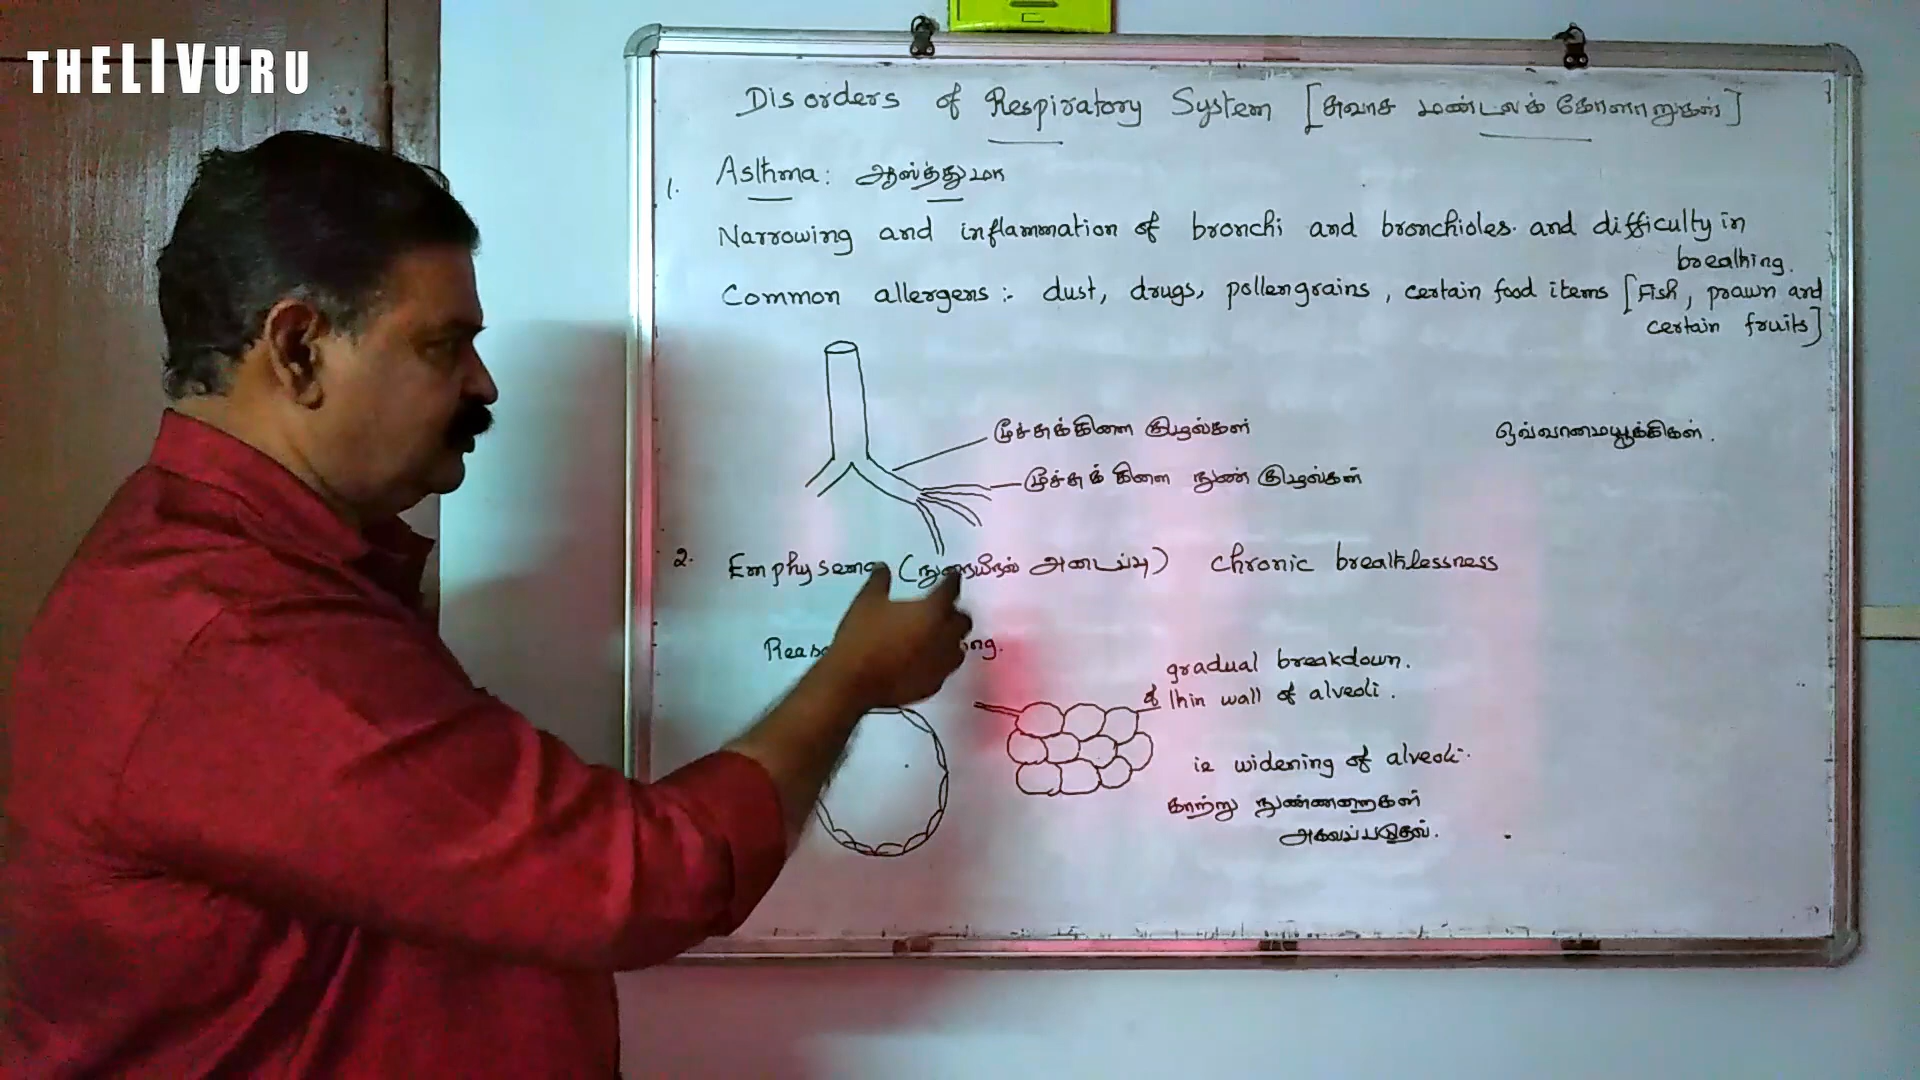 THELIVURU
Disorders of Respiratory System [சுவாச மண்டலக் கோளாறுகள்]
1. Asthma: ஆஸ்த்துமா
Narrowing and inflammation of bronchi and bronchioles. and difficulty in
breathing.
Common allergens :- dust, drugs, pollengrains, certain food items [Fish, prawn and
certain fruits]
மூச்சுக்கிளை குழல்கள்
ஒவ்வாமையூக்கிகள்.
மூச்சுக் கிளை நுண் குழல்கள்
2. Emphysema (நுரையீரல் அடைப்பு) chronic breathlessness
gradual breakdown.
of thin wall of alveoli.
ie widening of alveoli.
காற்று நுண்ணறைகள்
அகலப்படுதல்.